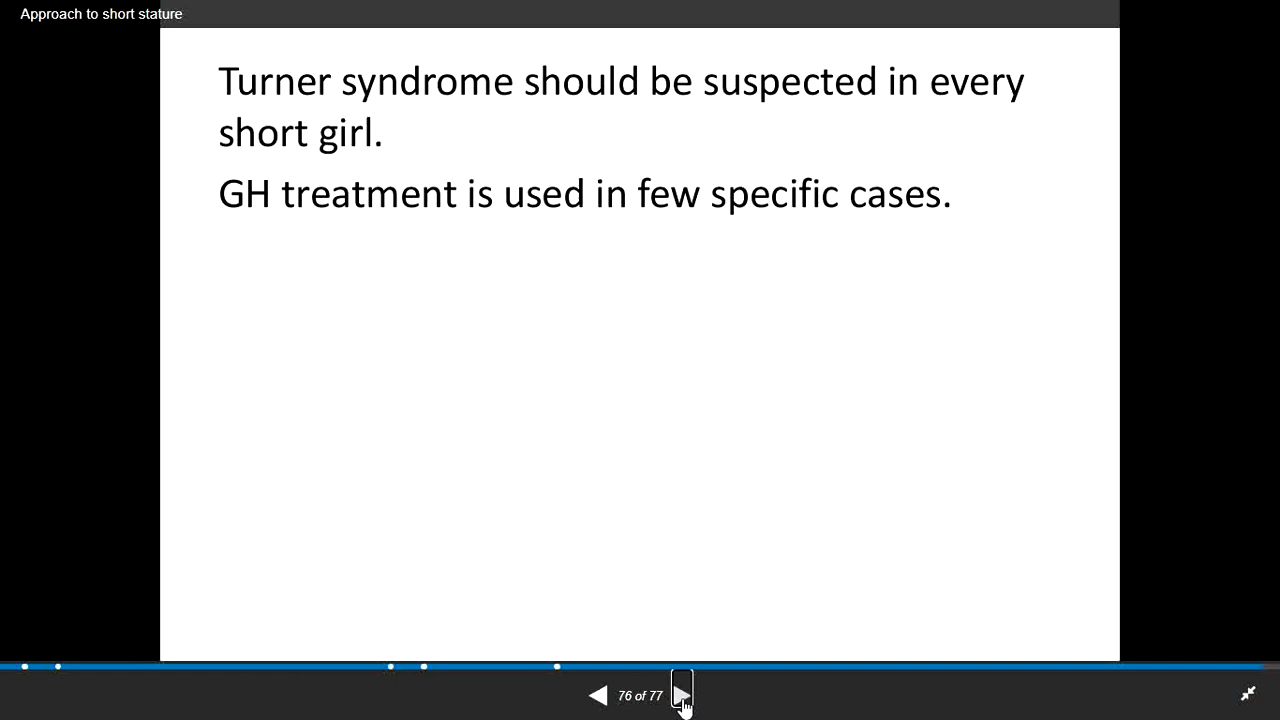 Approach to short stature
Turner syndrome should be suspected in every
short girl.
GH treatment is used in few specific cases.
76 of 77